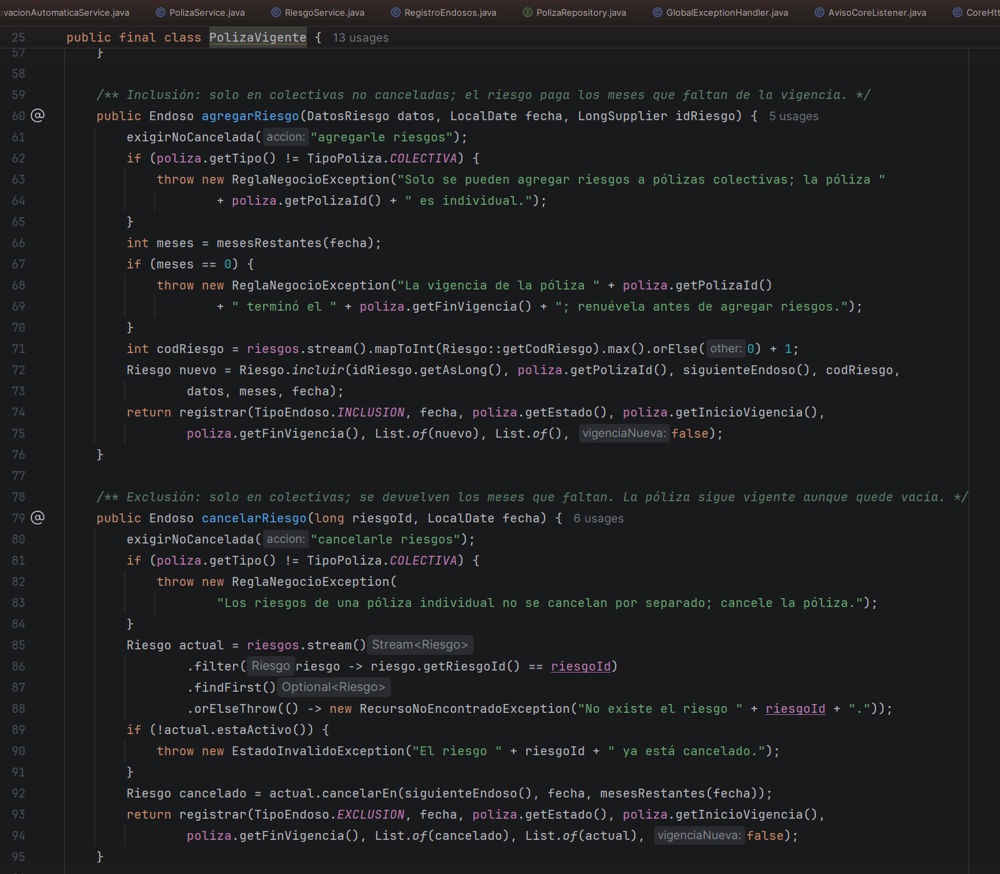 ovacionAutomaticaService.java PolizaService.java RiesgoService.java RegistroEndosos.java PolizaRepository.java GlobalExceptionHandler.java AvisoCoreListener.java CoreHtt
25 public final class PolizaVigente { 13 usages
57 }
58
59 /** Inclusión: solo en colectivas no canceladas; el riesgo paga los meses que faltan de la vigencia. */
60 public Endoso agregarRiesgo(DatosRiesgo datos, LocalDate fecha, LongSupplier idRiesgo) { 5 usages
61 exigirNoCancelada( accion: "agregarle riesgos");
62 if (poliza.getTipo() != TipoPoliza.COLECTIVA) {
63 throw new ReglaNegocioException("Solo se pueden agregar riesgos a pólizas colectivas; la póliza "
64 + poliza.getPolizaId() + " es individual.");
65 }
66 int meses = mesesRestantes(fecha);
67 if (meses == 0) {
68 throw new ReglaNegocioException("La vigencia de la póliza " + poliza.getPolizaId()
69 + " terminó el " + poliza.getFinVigencia() + "; renuévela antes de agregar riesgos.");
70 }
71 int codRiesgo = riesgos.stream().mapToInt(Riesgo::getCodRiesgo).max().orElse( other: 0) + 1;
72 Riesgo nuevo = Riesgo.incluir(idRiesgo.getAsLong(), poliza.getPolizaId(), siguienteEndoso(), codRiesgo,
73 datos, meses, fecha);
74 return registrar(TipoEndoso.INCLUSION, fecha, poliza.getEstado(), poliza.getInicioVigencia(),
75 poliza.getFinVigencia(), List.of(nuevo), List.of(), vigenciaNueva: false);
76 }
77
78 /** Exclusión: solo en colectivas; se devuelven los meses que faltan. La póliza sigue vigente aunque quede vacía. */
79 public Endoso cancelarRiesgo(long riesgoId, LocalDate fecha) { 6 usages
80 exigirNoCancelada( accion: "cancelarle riesgos");
81 if (poliza.getTipo() != TipoPoliza.COLECTIVA) {
82 throw new ReglaNegocioException(
83 "Los riesgos de una póliza individual no se cancelan por separado; cancele la póliza.");
84 }
85 Riesgo actual = riesgos.stream() Stream<Riesgo>
86 .filter( Riesgo riesgo -> riesgo.getRiesgoId() == riesgoId)
87 .findFirst() Optional<Riesgo>
88 .orElseThrow(() -> new RecursoNoEncontradoException("No existe el riesgo " + riesgoId + "."));
89 if (!actual.estaActivo()) {
90 throw new EstadoInvalidoException("El riesgo " + riesgoId + " ya está cancelado.");
91 }
92 Riesgo cancelado = actual.cancelarEn(siguienteEndoso(), fecha, mesesRestantes(fecha));
93 return registrar(TipoEndoso.EXCLUSION, fecha, poliza.getEstado(), poliza.getInicioVigencia(),
94 poliza.getFinVigencia(), List.of(cancelado), List.of(actual), vigenciaNueva: false);
95 }